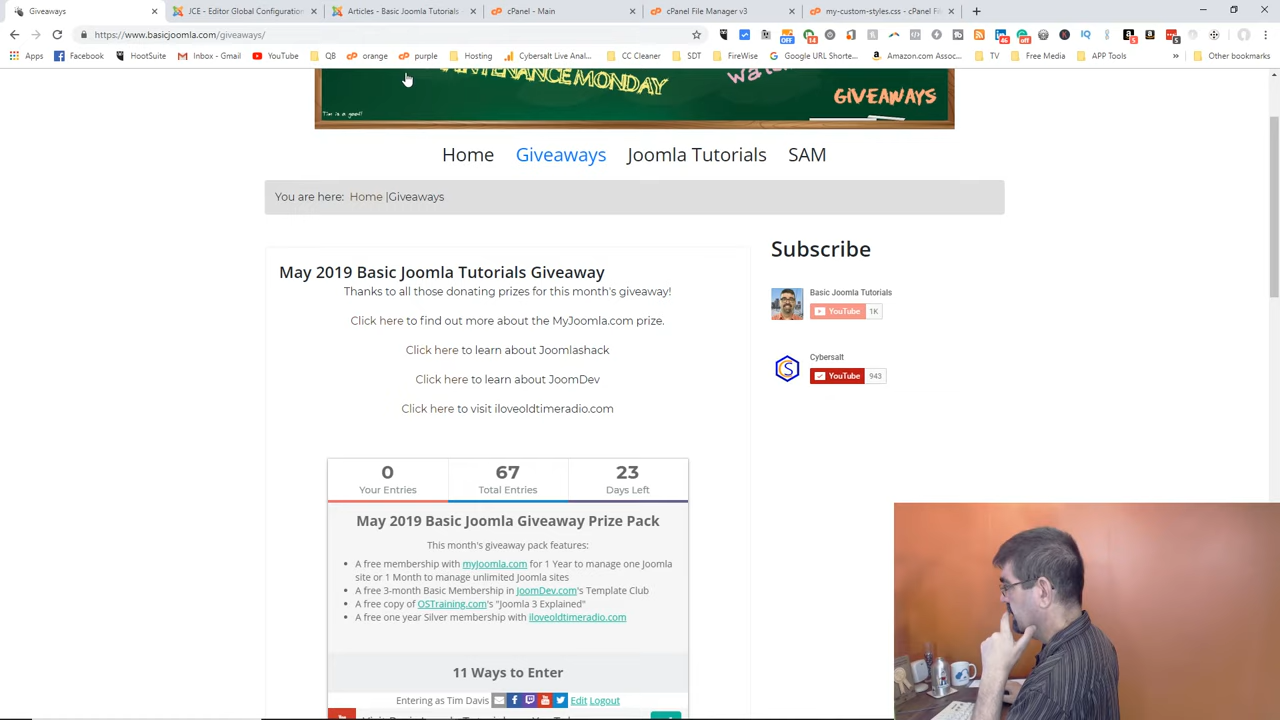 Giveaways
JCE - Editor Global Configuration
Articles - Basic Joomla Tutorials
cPanel - Main
cPanel File Manager v3
my-custom-styles.css - cPanel Fil
https://www.basicjoomla.com/giveaways/
Apps Facebook HootSuite Inbox - Gmail YouTube QB orange purple Hosting Cybersalt Live Anal... CC Cleaner SDT FireWise Google URL Shorte... Amazon.com Assoc... TV Free Media APP Tools » Other bookmarks
MAINTENANCE MONDAY
GIVEAWAYS
Tim is a geek!
Home Giveaways Joomla Tutorials SAM
You are here: Home |Giveaways
Subscribe
May 2019 Basic Joomla Tutorials Giveaway
Thanks to all those donating prizes for this month's giveaway!
Basic Joomla Tutorials
YouTube 1K
Click here to find out more about the MyJoomla.com prize.
Click here to learn about Joomlashack
Cybersalt
YouTube 943
Click here to learn about JoomDev
Click here to visit iloveoldtimeradio.com
0 67 23
Your Entries Total Entries Days Left
May 2019 Basic Joomla Giveaway Prize Pack
This month's giveaway pack features:
• A free membership with myJoomla.com for 1 Year to manage one Joomla
site or 1 Month to manage unlimited Joomla sites
• A free 3-month Basic Membership in JoomDev.com's Template Club
• A free copy of OSTraining.com's "Joomla 3 Explained"
• A free one year Silver membership with iloveoldtimeradio.com
11 Ways to Enter
Entering as Tim Davis Edit Logout